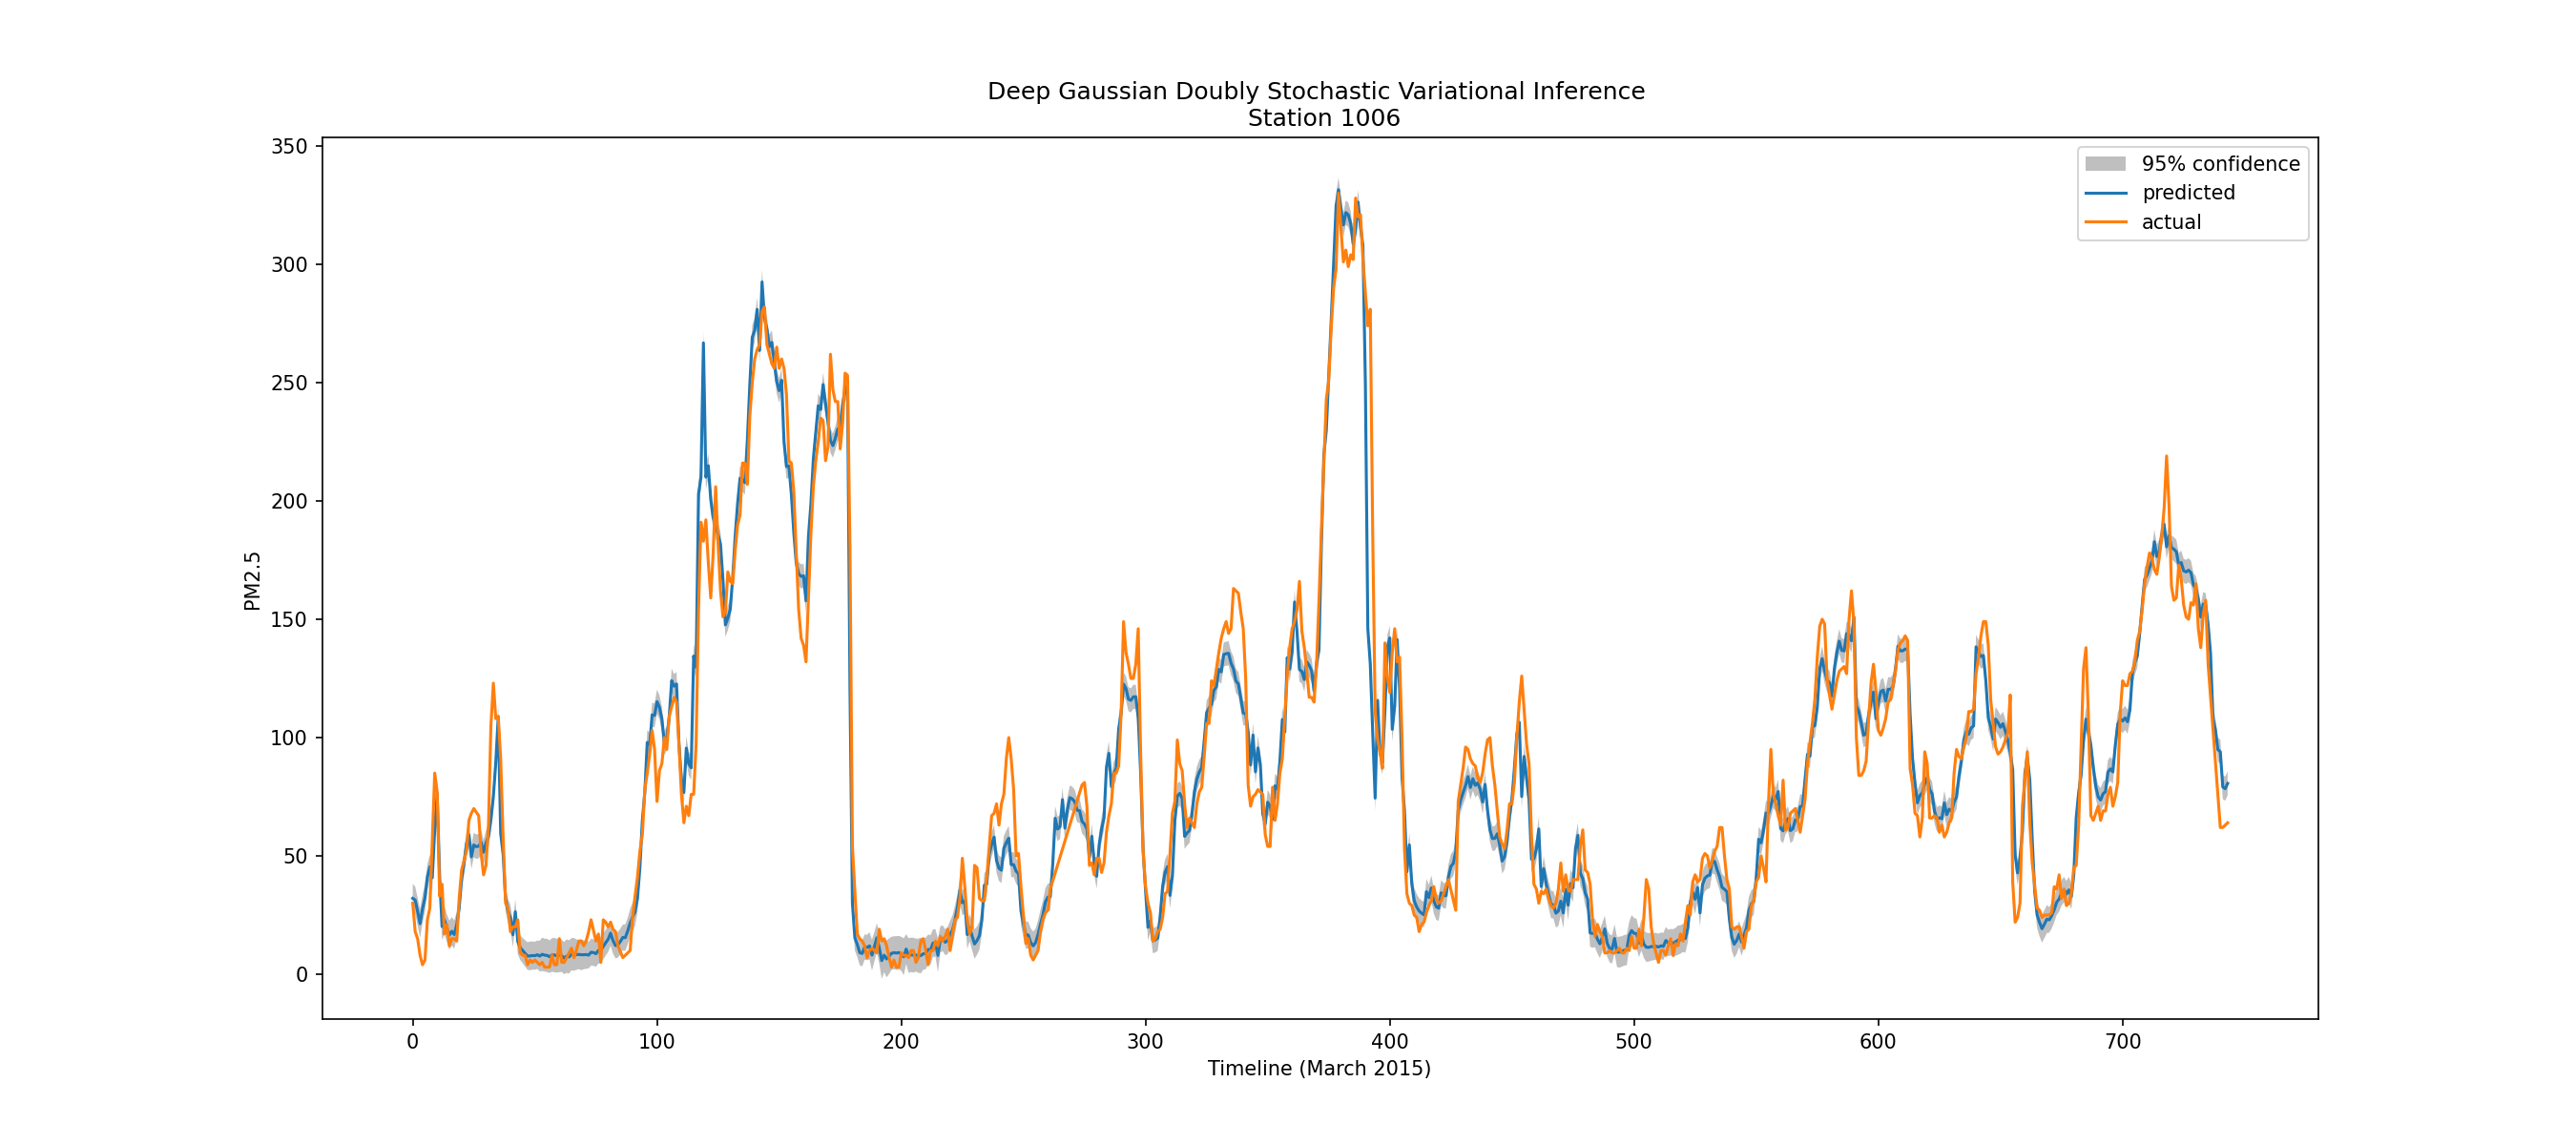 Deep Gaussian Doubly Stochastic Variational Inference
Station 1006
350
300
250
200
150
100
50
0
PM2.5
95% confidence
predicted
actual
0 100 200 300 400 500 600 700
Timeline (March 2015)